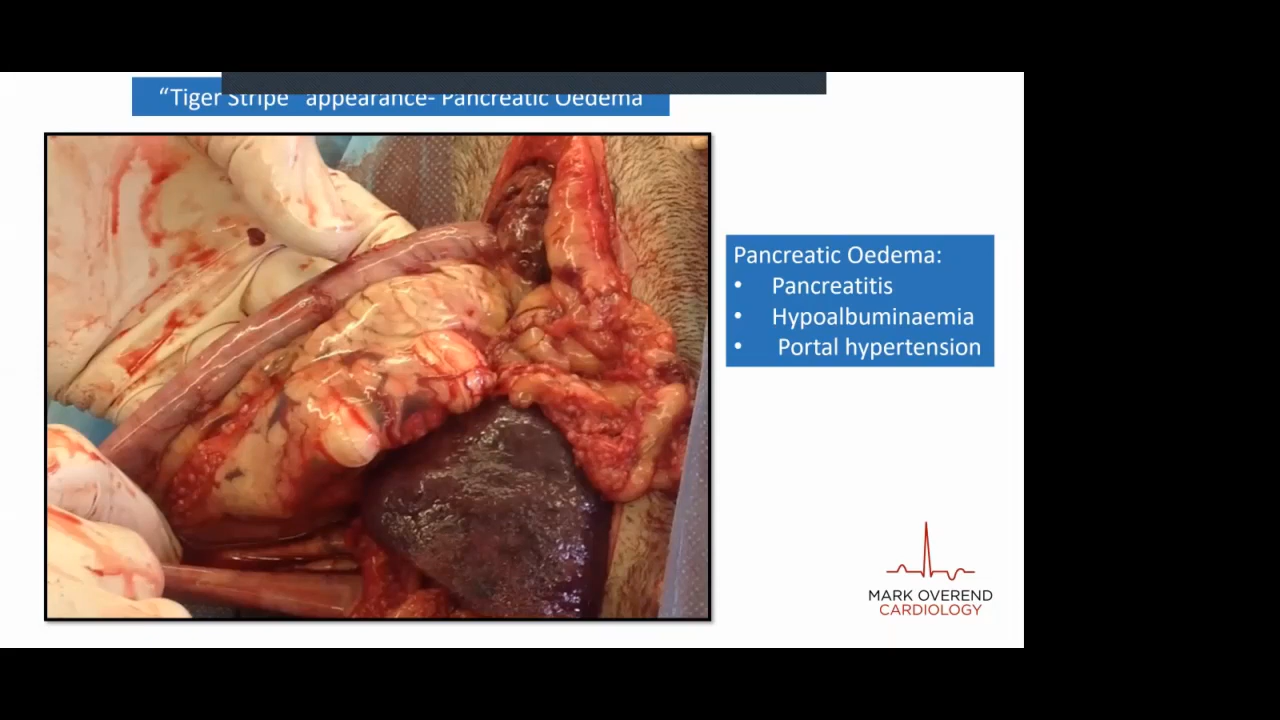 “Tiger Stripe” appearance- Pancreatic Oedema
Pancreatic Oedema:
• Pancreatitis
• Hypoalbuminaemia
• Portal hypertension
MARK OVEREND
CARDIOLOGY